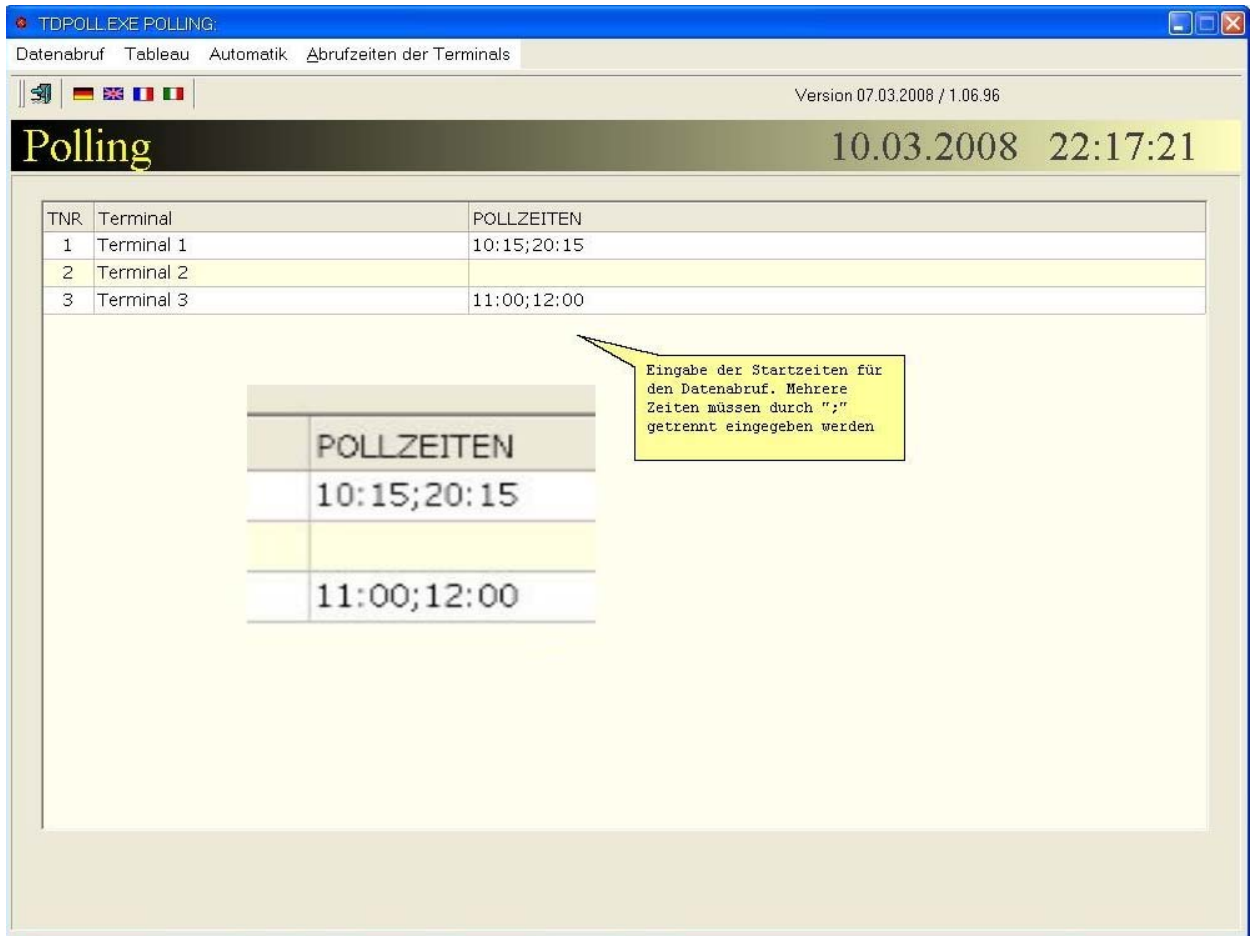 TDPOLL.EXE POLLING:
Datenabruf Tableau Automatik Abrufzeiten der Terminals
Version 07.03.2008 / 1.06.96
Polling 10.03.2008 22:17:21
TNR Terminal POLLZEITEN
1 Terminal 1 10:15;20:15
2 Terminal 2
3 Terminal 3 11:00;12:00
Eingabe der Startzeiten für
den Datenabruf. Mehrere
Zeiten müssen durch ";"
getrennt eingegeben werden
POLLZEITEN
10:15;20:15
11:00;12:00